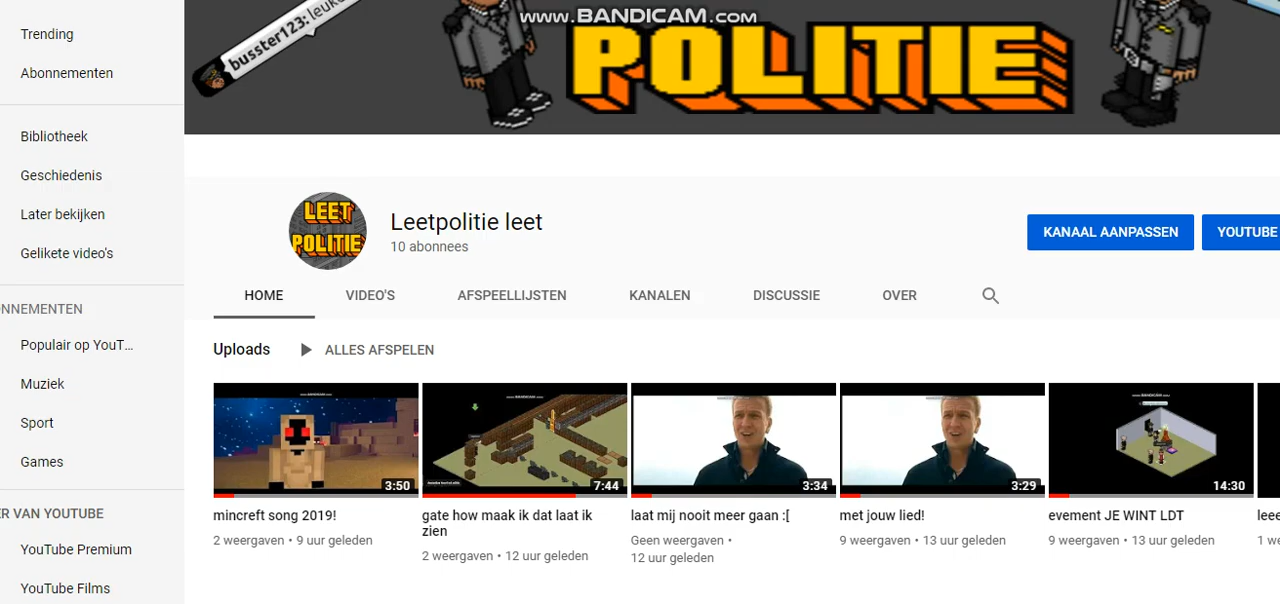 Trending
Abonnementen
Bibliotheek
Geschiedenis
Later bekijken
Gelikete video's
NNEMENTEN
Populair op YouT...
Muziek
Sport
Games
ER VAN YOUTUBE
YouTube Premium
YouTube Films
busster123: leuk
www.BANDICAM.com
POLITIE
LEET
POLITIE
Leetpolitie leet
10 abonnees
KANAAL AANPASSEN
YOUTUBE
HOME
VIDEO'S
AFSPEELLIJSTEN
KANALEN
DISCUSSIE
OVER
Uploads
ALLES AFSPELEN
3:50
mincreft song 2019!
2 weergaven • 9 uur geleden
7:44
gate how maak ik dat laat ik
zien
2 weergaven • 12 uur geleden
3:34
laat mij nooit meer gaan :[
Geen weergaven •
12 uur geleden
3:29
met jouw lied!
9 weergaven • 13 uur geleden
14:30
evement JE WINT LDT
9 weergaven • 13 uur geleden
leee
1 we